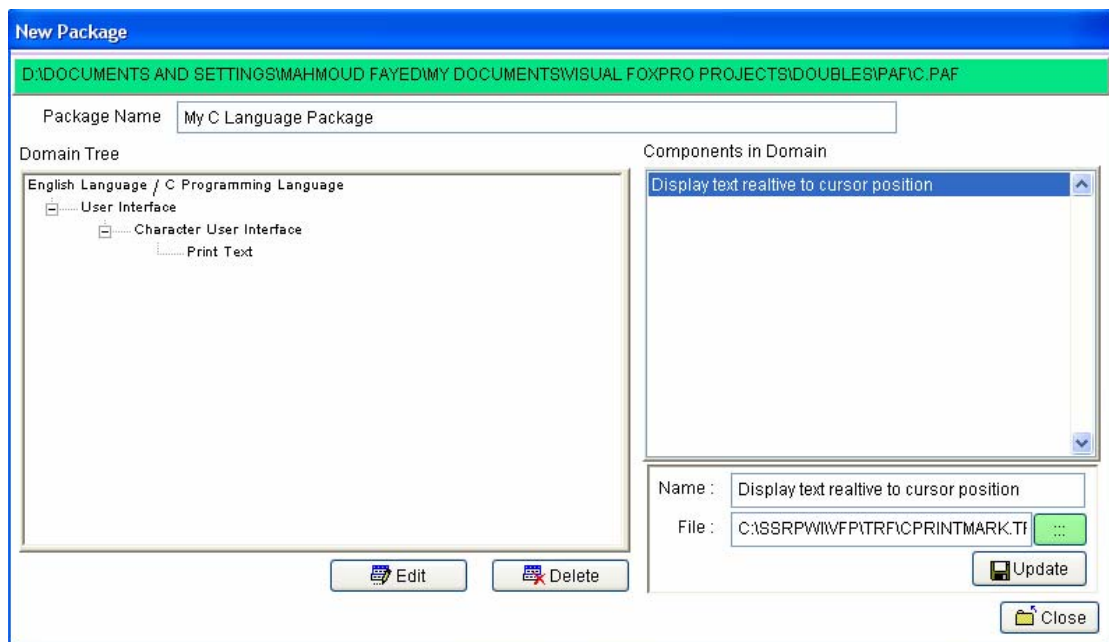 New Package
D:\DOCUMENTS AND SETTINGS\MAHMOUD FAYED\MY DOCUMENTS\VISUAL FOXPRO PROJECTS\DOUBLES\PAF\C.PAF
Package Name My C Language Package
Domain Tree
English Language / C Programming Language
User Interface
Character User Interface
Print Text
Edit
Delete
Components in Domain
Display text realtive to cursor position
Name : Display text realtive to cursor position
File : C:\SSRPWI\VFP\TRF\CPRINTMARK.TF :::
Update
Close